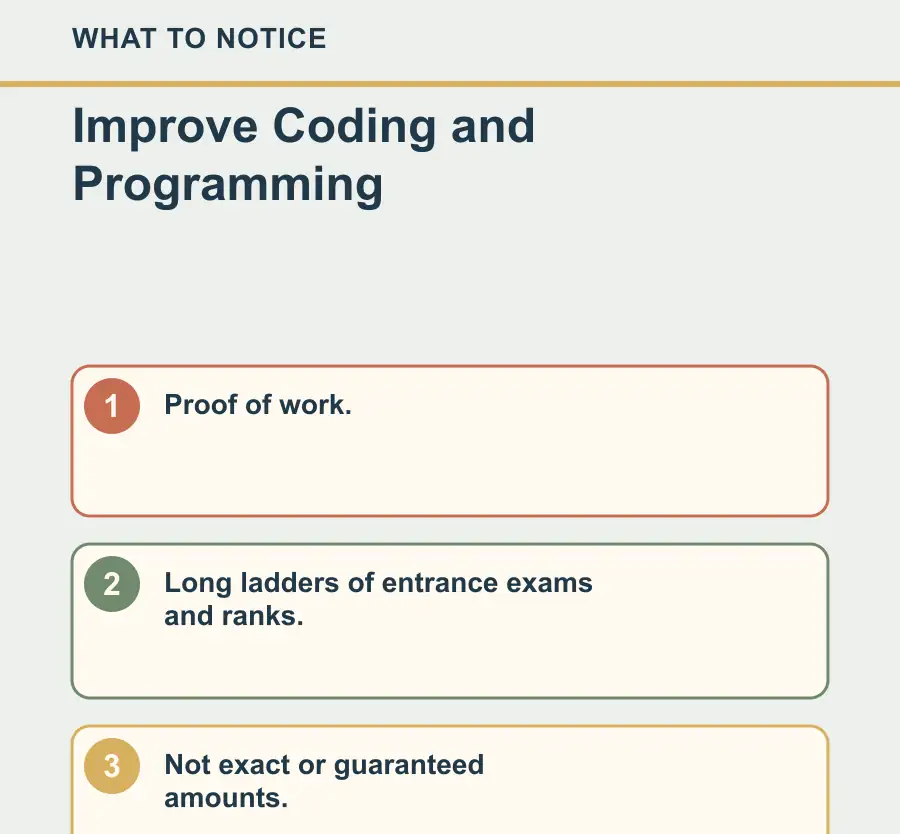 WHAT TO NOTICE
Improve Coding and
Programming
1
Proof of work.
2
Long ladders of entrance exams
and ranks.
3
Not exact or guaranteed
amounts.